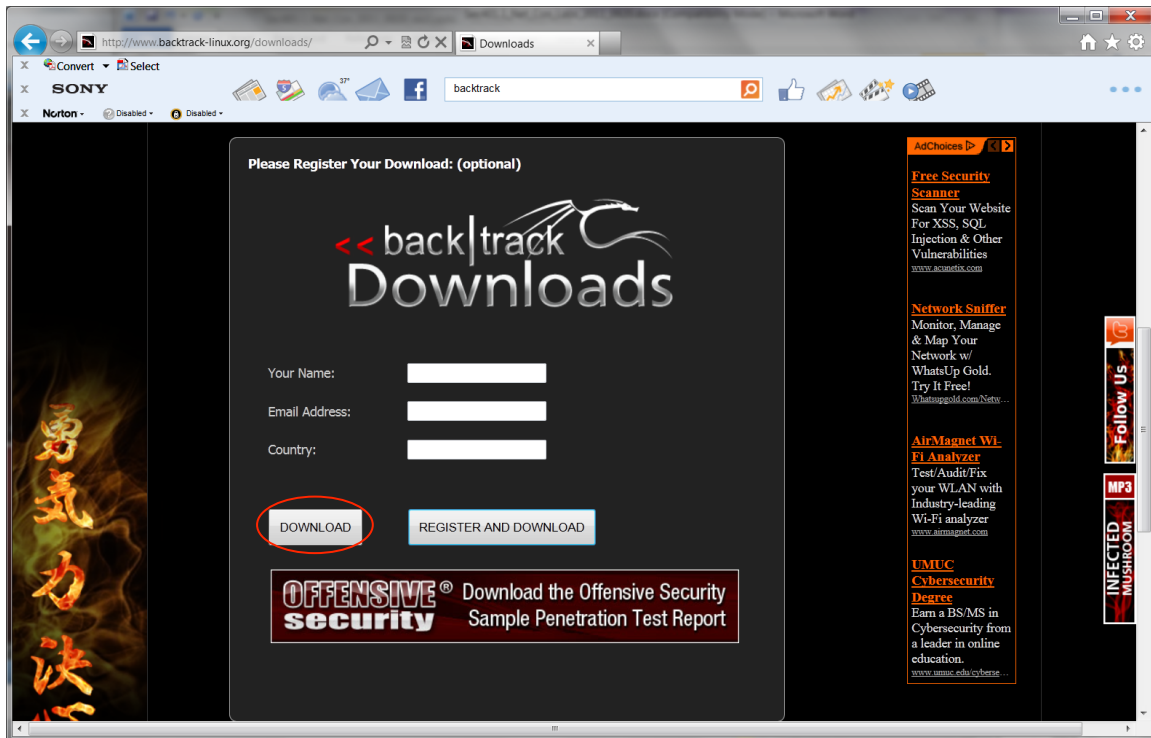 http://www.backtrack-linux.org/downloads/
Downloads
Convert
Select
SONY
37°
backtrack
Norton
Disabled
Disabled
Please Register Your Download: (optional)
<< back|track
Downloads
Your Name:
Email Address:
Country:
DOWNLOAD
REGISTER AND DOWNLOAD
OFFENSIVE®
security
Download the Offensive Security
Sample Penetration Test Report
AdChoices
Free Security
Scanner
Scan Your Website
For XSS, SQL
Injection & Other
Vulnerabilities
www.acunetix.com
Network Sniffer
Monitor, Manage
& Map Your
Network w/
WhatsUp Gold.
Try It Free!
Whatsupgold.com/Netw...
AirMagnet Wi-
Fi Analyzer
Test/Audit/Fix
your WLAN with
Industry-leading
Wi-Fi analyzer
www.airmagnet.com
UMUC
Cybersecurity
Degree
Earn a BS/MS in
Cybersecurity from
a leader in online
education.
www.umuc.edu/cyberse...
Follow Us
MP3
INFECTED
MUSHROOM
勇
気
力
決